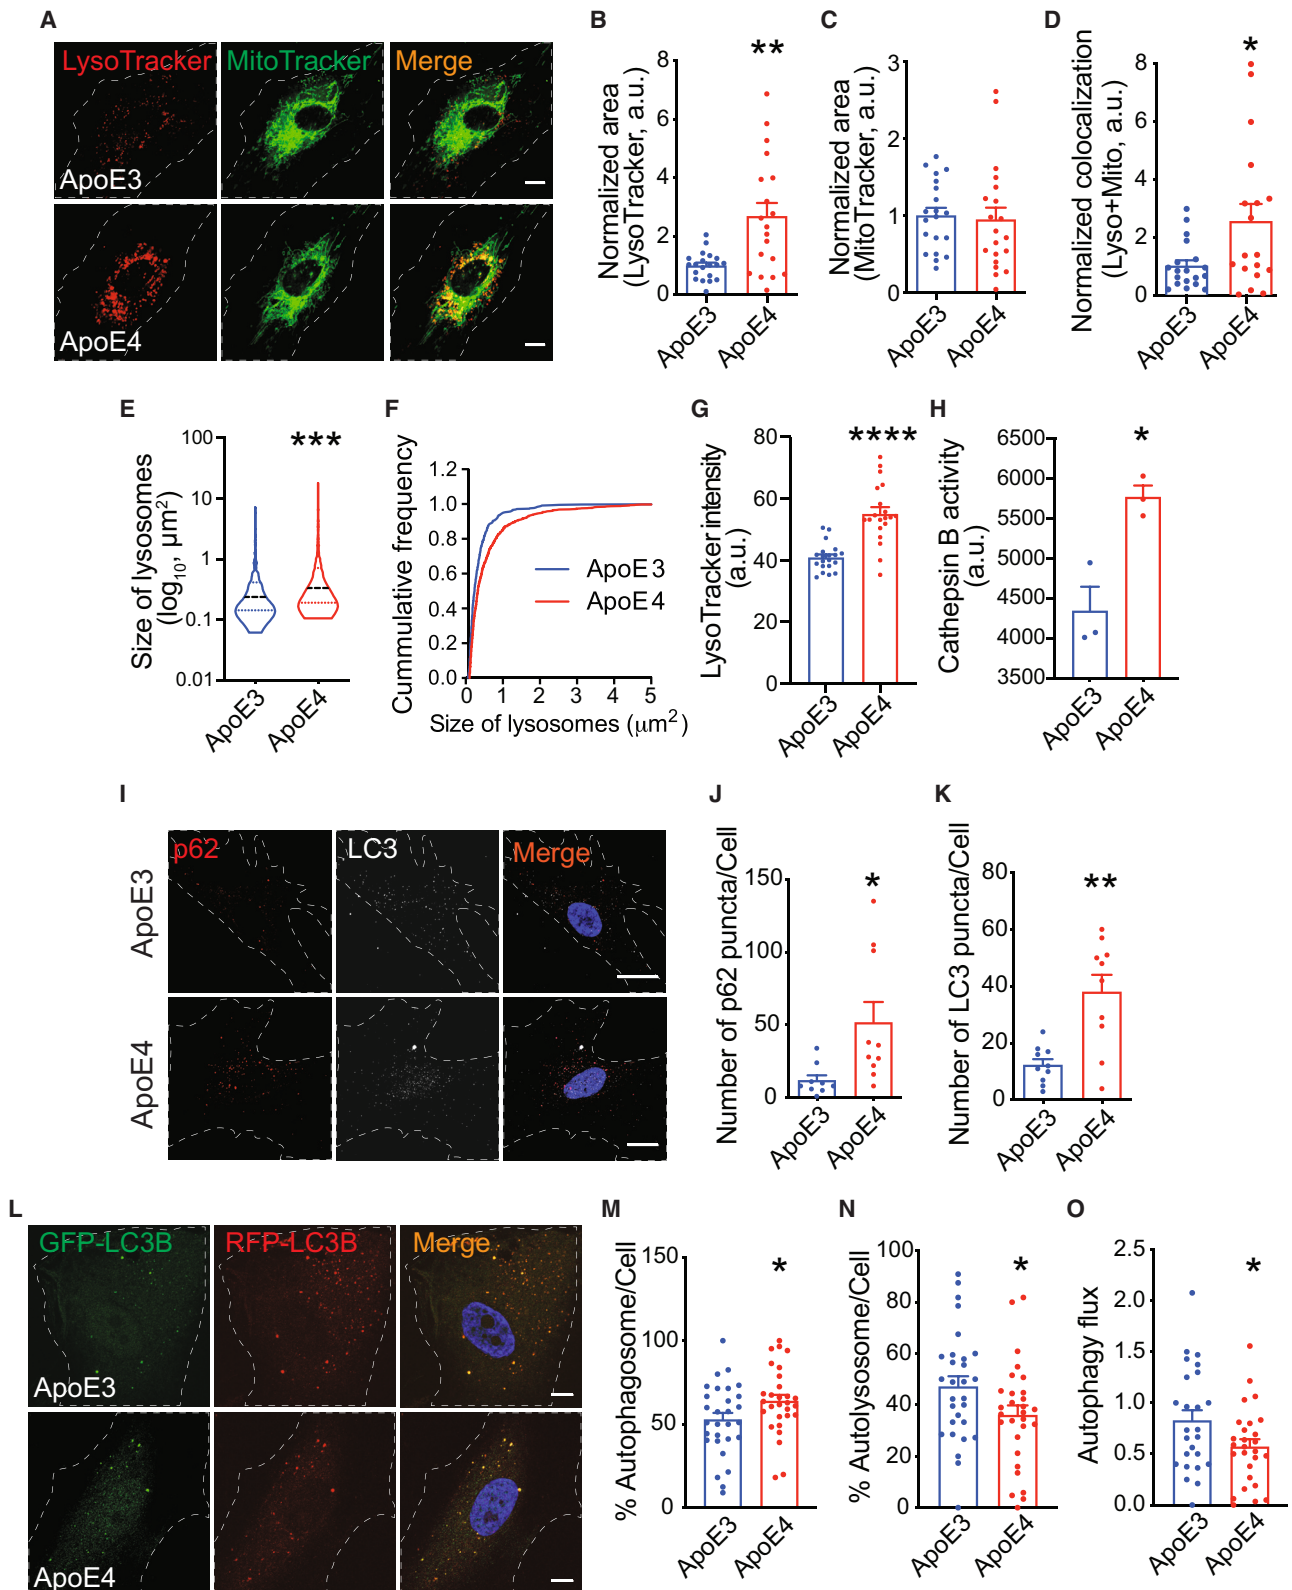 A
LysoTracker
MitoTracker
Merge
ApoE3
ApoE4
B
Normalized area
(LysoTracker, a.u.)
8
6
4
2
0
**
ApoE3
ApoE4
C
Normalized area
(MitoTracker, a.u.)
3
2
1
0
ApoE3
ApoE4
D
Normalized colocalization
(Lyso+Mito, a.u.)
8
6
4
2
0
*
ApoE3
ApoE4
E
Size of lysosomes
(log10, μm2)
100
10
1
0.1
0.01
***
ApoE3
ApoE4
F
Cummulative frequency
1.2
1.0
0.8
0.6
0.4
0.2
0.0
0 1 2 3 4 5
Size of lysosomes (μm2)
ApoE3
ApoE4
G
LysoTracker intensity
(a.u.)
80
60
40
20
0
****
ApoE3
ApoE4
H
Cathepsin B activity
(a.u.)
6500
6000
5500
5000
4500
4000
3500
*
ApoE3
ApoE4
I
p62
LC3
Merge
ApoE3
ApoE4
J
Number of p62 puncta/Cell
150
100
50
0
*
ApoE3
ApoE4
K
Number of LC3 puncta/Cell
80
60
40
20
0
**
ApoE3
ApoE4
L
GFP-LC3B
RFP-LC3B
Merge
ApoE3
ApoE4
M
% Autophagosome/Cell
150
100
50
0
*
ApoE3
ApoE4
N
% Autolysosome/Cell
100
80
60
40
20
0
*
ApoE3
ApoE4
O
Autophagy flux
2.5
2.0
1.5
1.0
0.5
0.0
*
ApoE3
ApoE4